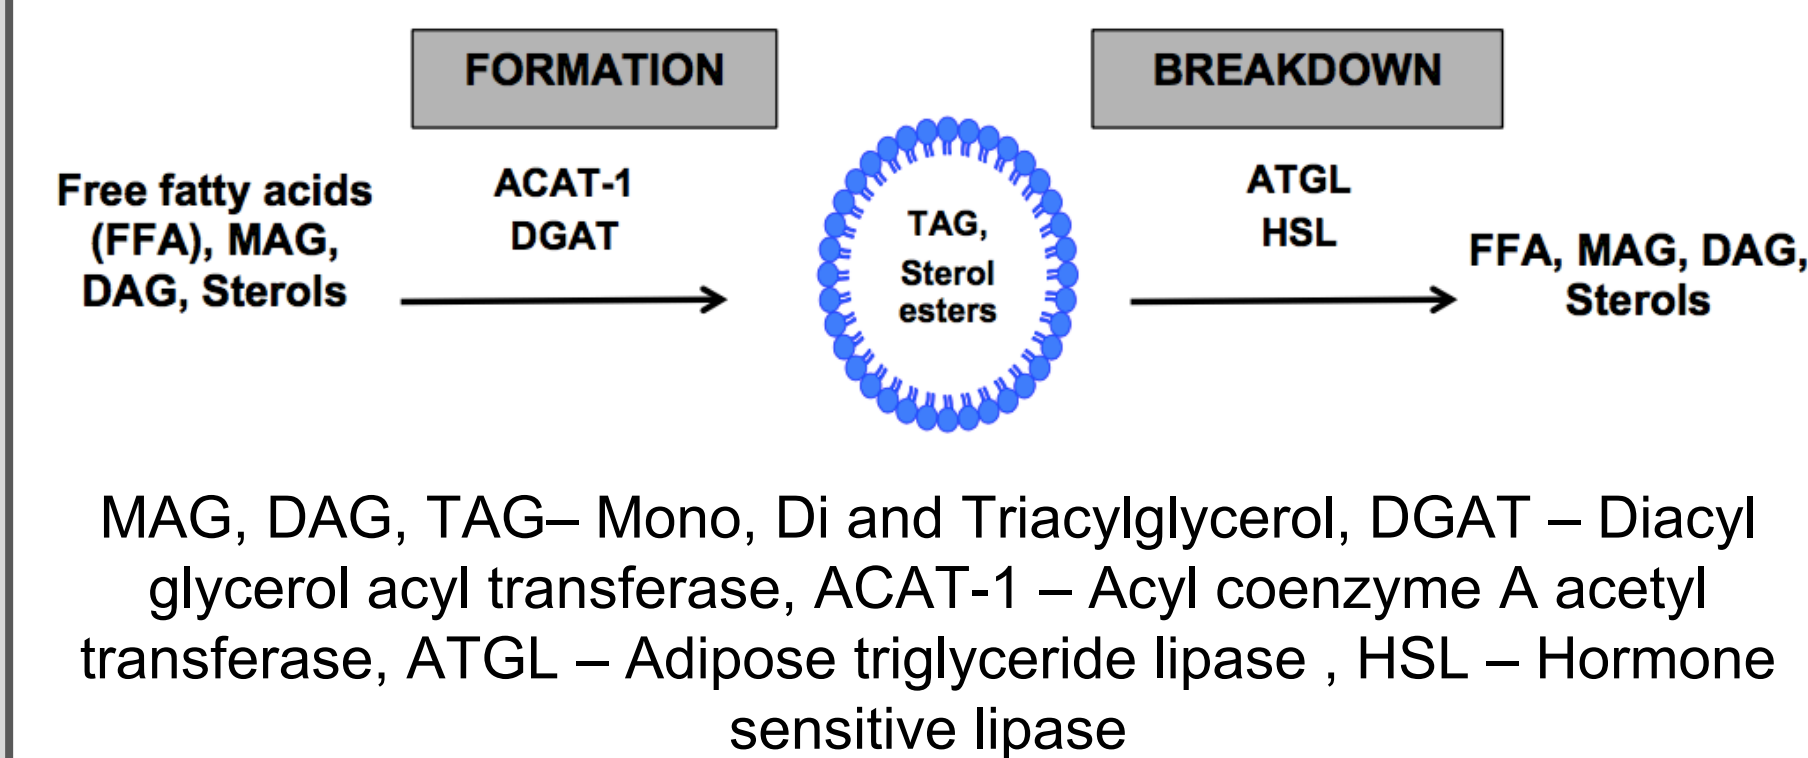 FORMATION
BREAKDOWN
Free fatty acids
(FFA), MAG,
DAG, Sterols
ACAT-1
DGAT
TAG,
Sterol
esters
ATGL
HSL
FFA, MAG, DAG,
Sterols
MAG, DAG, TAG– Mono, Di and Triacylglycerol, DGAT – Diacyl
glycerol acyl transferase, ACAT-1 – Acyl coenzyme A acetyl
transferase, ATGL – Adipose triglyceride lipase , HSL – Hormone
sensitive lipase